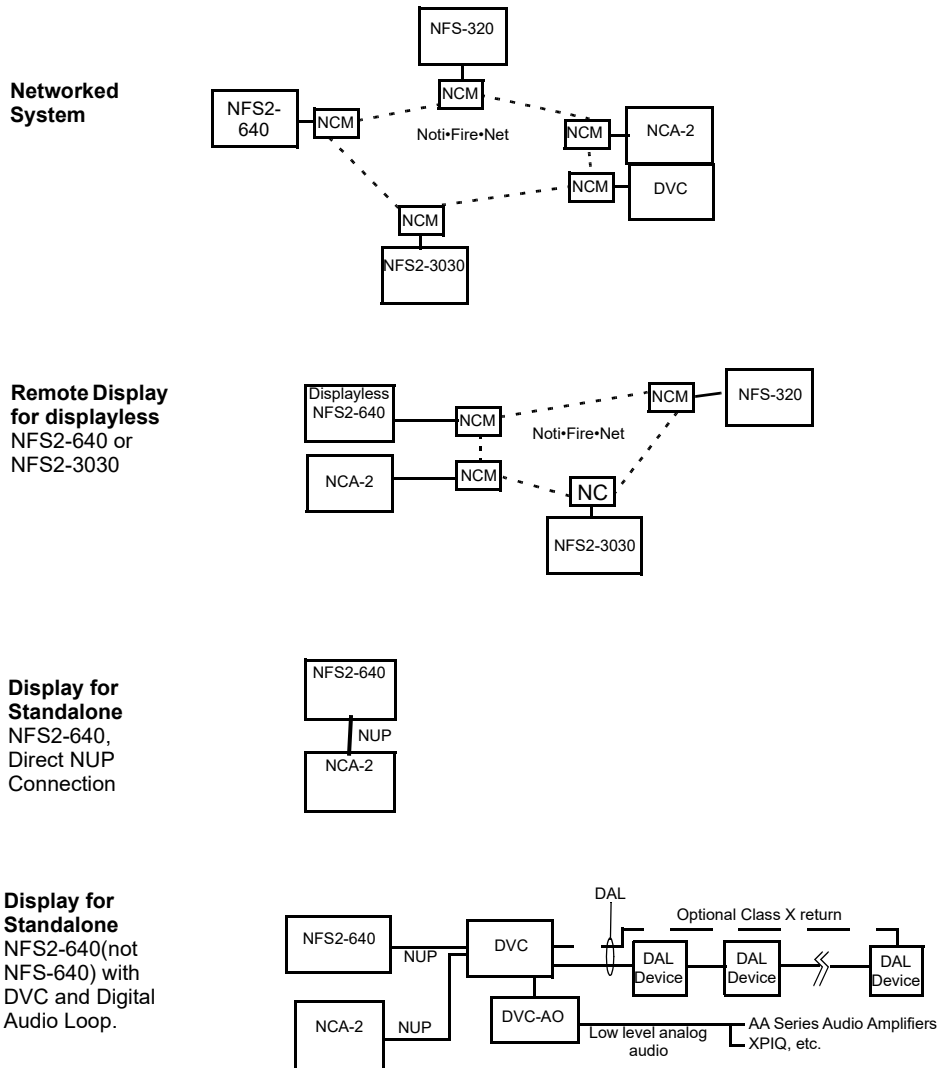 Networked
System
NFS-320
NCM
NFS2-
640
NCM
Noti•Fire•Net
NCM
NCA-2
NCM
DVC
NCM
NFS2-3030
Remote Display
for displayless
NFS2-640 or
NFS2-3030
Displayless
NFS2-640
NCM
NCM
NFS-320
Noti•Fire•Net
NCA-2
NCM
NC
NFS2-3030
Display for
Standalone
NFS2-640,
Direct NUP
Connection
NFS2-640
NUP
NCA-2
Display for
Standalone
NFS2-640(not
NFS-640) with
DVC and Digital
Audio Loop.
DAL
Optional Class X return
NFS2-640
NUP
DVC
DAL
Device
DAL
Device
DAL
Device
NCA-2
NUP
DVC-AO
Low level analog
audio
AA Series Audio Amplifiers
XPIQ, etc.